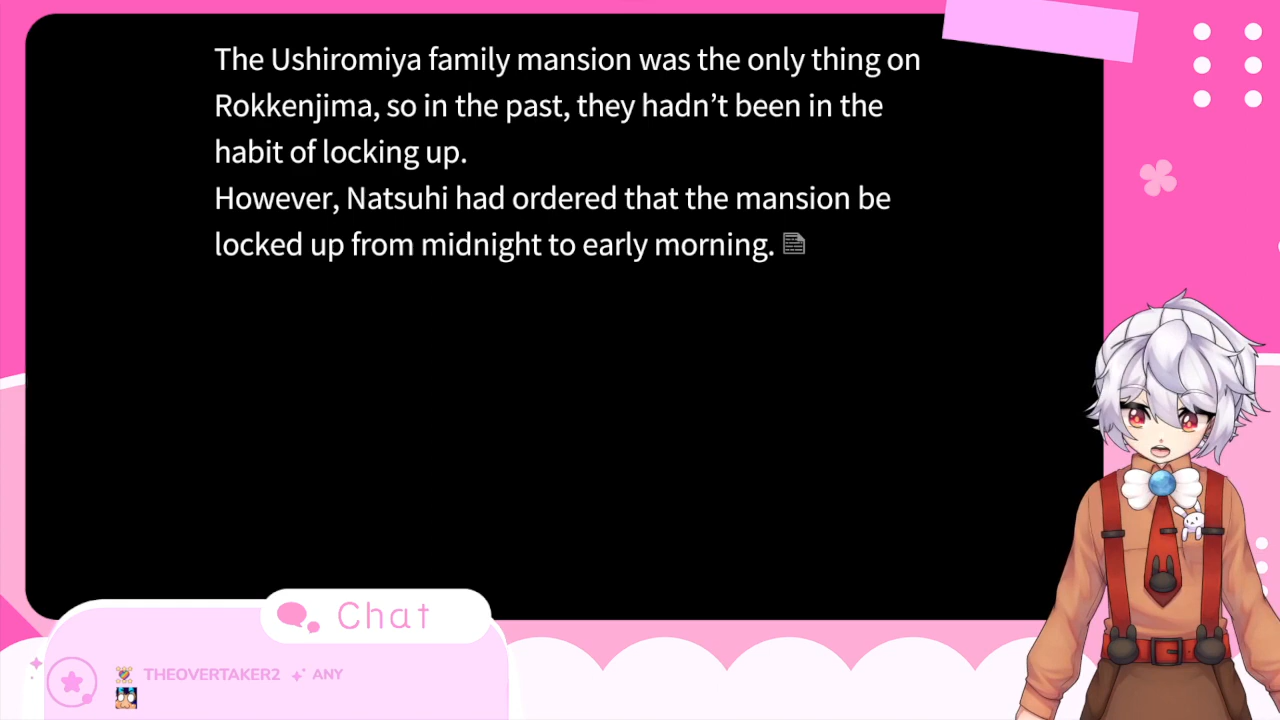 The Ushiromiya family mansion was the only thing on
Rokkenjima, so in the past, they hadn’t been in the
habit of locking up.
However, Natsuhi had ordered that the mansion be
locked up from midnight to early morning.
Chat
THEOVERTAKER2 ANY